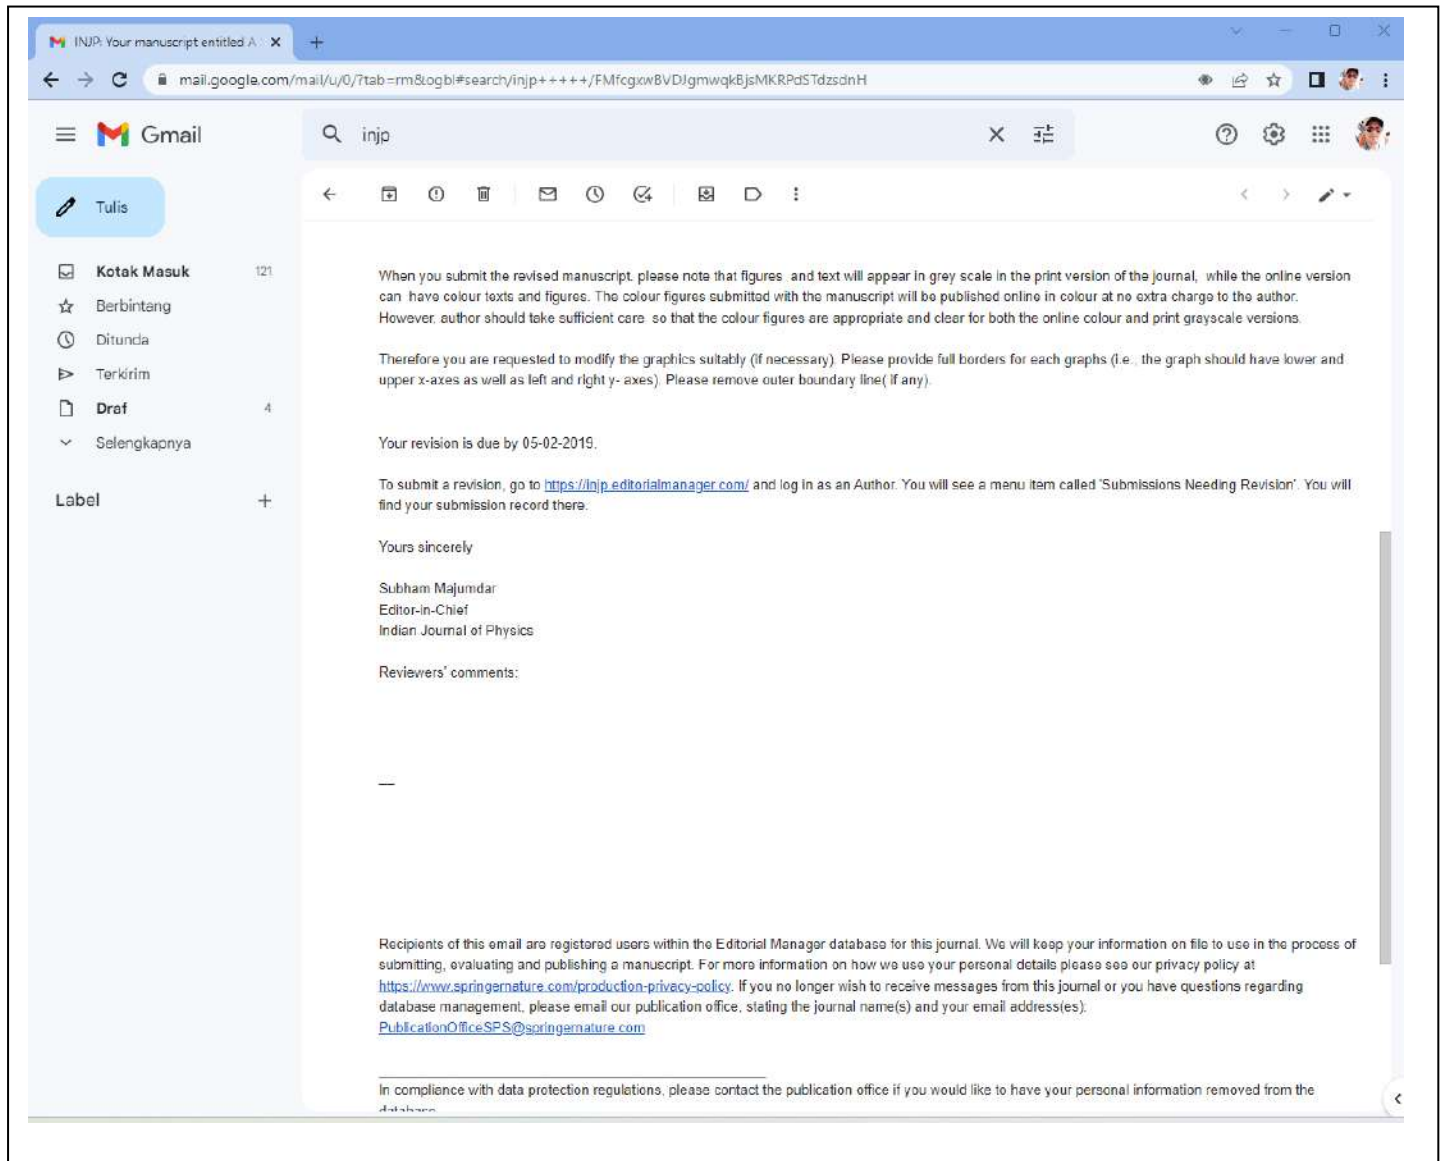 INJP: Your manuscript entitled A
mail.google.com/mail/u/0/?tab=rm&ogbl#search/injp+++++/FMfcgxwBVDJgmwqkBjsMKRPdSTdzsdnH
Gmail
injp
Tulis
Kotak Masuk 121
Berbintang
Ditunda
Terkirim
Draf 4
Selengkapnya
Label
When you submit the revised manuscript, please note that figures and text will appear in grey scale in the print version of the journal, while the online version
can have colour texts and figures. The colour figures submitted with the manuscript will be published online in colour at no extra charge to the author.
However, author should take sufficient care so that the colour figures are appropriate and clear for both the online colour and print grayscale versions.
Therefore you are requested to modify the graphics suitably (if necessary). Please provide full borders for each graphs (i.e., the graph should have lower and
upper x-axes as well as left and right y- axes). Please remove outer boundary line( if any).
Your revision is due by 05-02-2019.
To submit a revision, go to https://injp.editorialmanager.com/ and log in as an Author. You will see a menu item called 'Submissions Needing Revision'. You will
find your submission record there.
Yours sincerely
Subham Majumdar
Editor-in-Chief
Indian Journal of Physics
Reviewers' comments:
__
Recipients of this email are registered users within the Editorial Manager database for this journal. We will keep your information on file to use in the process of
submitting, evaluating and publishing a manuscript. For more information on how we use your personal details please see our privacy policy at
https://www.springernature.com/production-privacy-policy. If you no longer wish to receive messages from this journal or you have questions regarding
database management, please email our publication office, stating the journal name(s) and your email address(es):
PublicationOfficeSPS@springernature.com
In compliance with data protection regulations, please contact the publication office if you would like to have your personal information removed from the
database